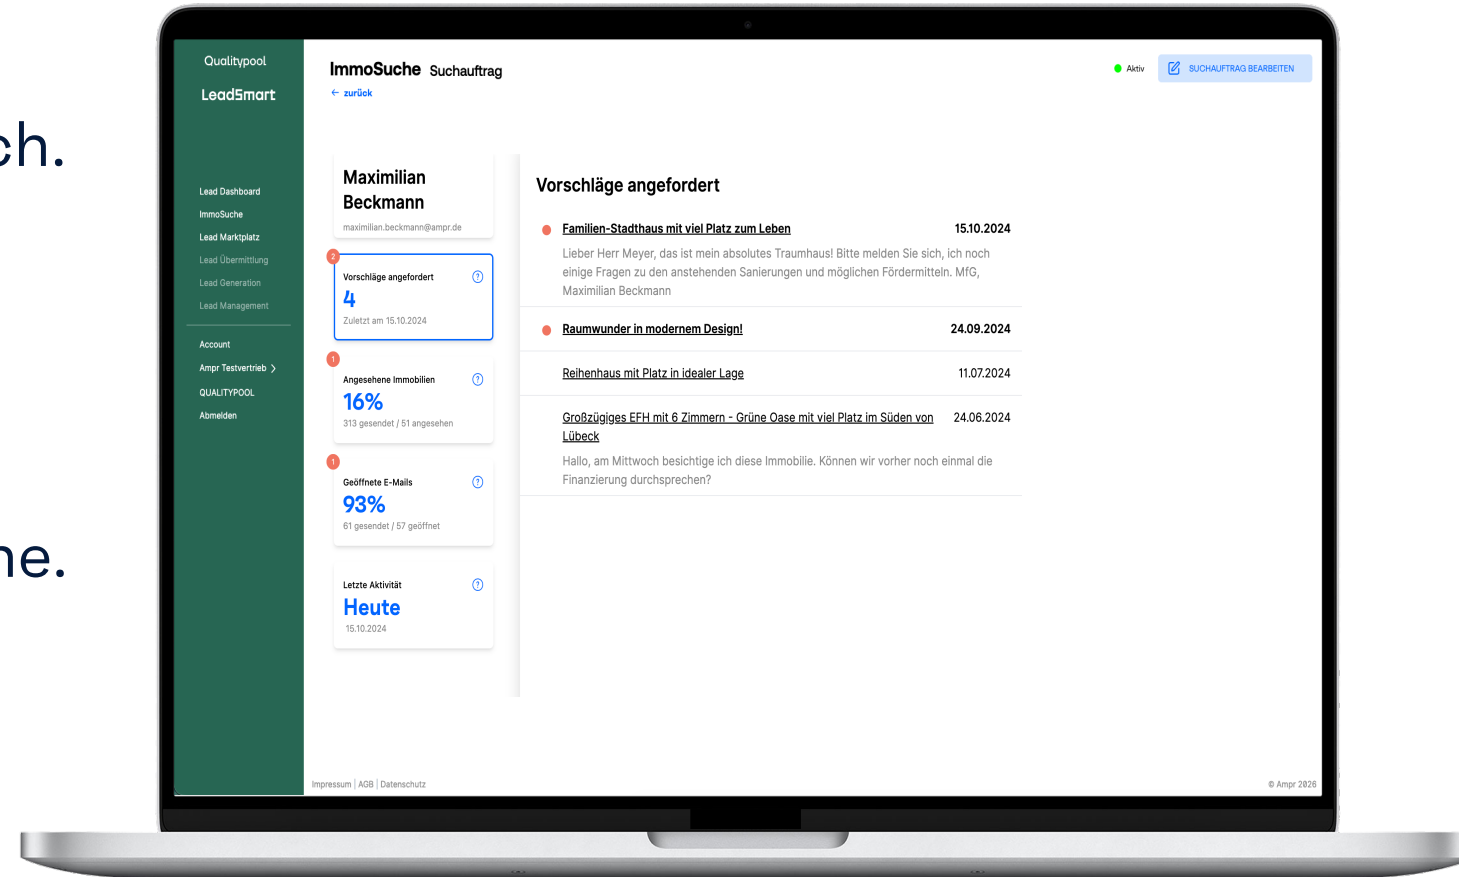 ch.
ne.
Qualitypool
LeadSmart
Lead Dashboard
ImmoSuche
Lead Marktplatz
Lead Übermittlung
Lead Generation
Lead Management
Account
Ampr Testvertrieb >
QUALITYPOOL
Abmelden
ImmoSuche Suchauftrag
← zurück
Aktiv
SUCHAUFTRAG BEARBEITEN
Maximilian
Beckmann
maximilian.beckmann@ampr.de
2
Vorschläge angefordert ?
4
Zuletzt am 15.10.2024
1
Angesehene Immobilien ?
16%
313 gesendet / 51 angesehen
1
Geöffnete E-Mails ?
93%
61 gesendet / 57 geöffnet
Letzte Aktivität ?
Heute
15.10.2024
Vorschläge angefordert
Familien-Stadthaus mit viel Platz zum Leben 15.10.2024
Lieber Herr Meyer, das ist mein absolutes Traumhaus! Bitte melden Sie sich, ich noch
einige Fragen zu den anstehenden Sanierungen und möglichen Fördermitteln. MfG,
Maximilian Beckmann
Raumwunder in modernem Design! 24.09.2024
Reihenhaus mit Platz in idealer Lage 11.07.2024
Großzügiges EFH mit 6 Zimmern - Grüne Oase mit viel Platz im Süden von 24.06.2024
Lübeck
Hallo, am Mittwoch besichtige ich diese Immobilie. Können wir vorher noch einmal die
Finanzierung durchsprechen?
Impressum | AGB | Datenschutz
© Ampr 2026